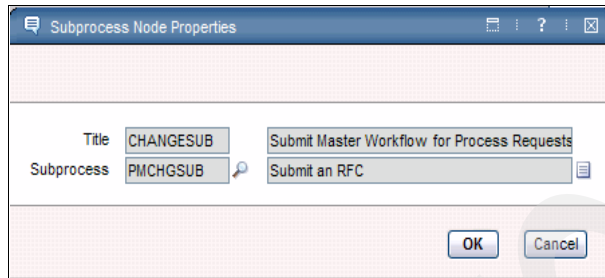 Subprocess Node Properties ?
Title CHANGESUB Submit Master Workflow for Process Requests
Subprocess PMCHGSUB Submit an RFC
OK Cancel